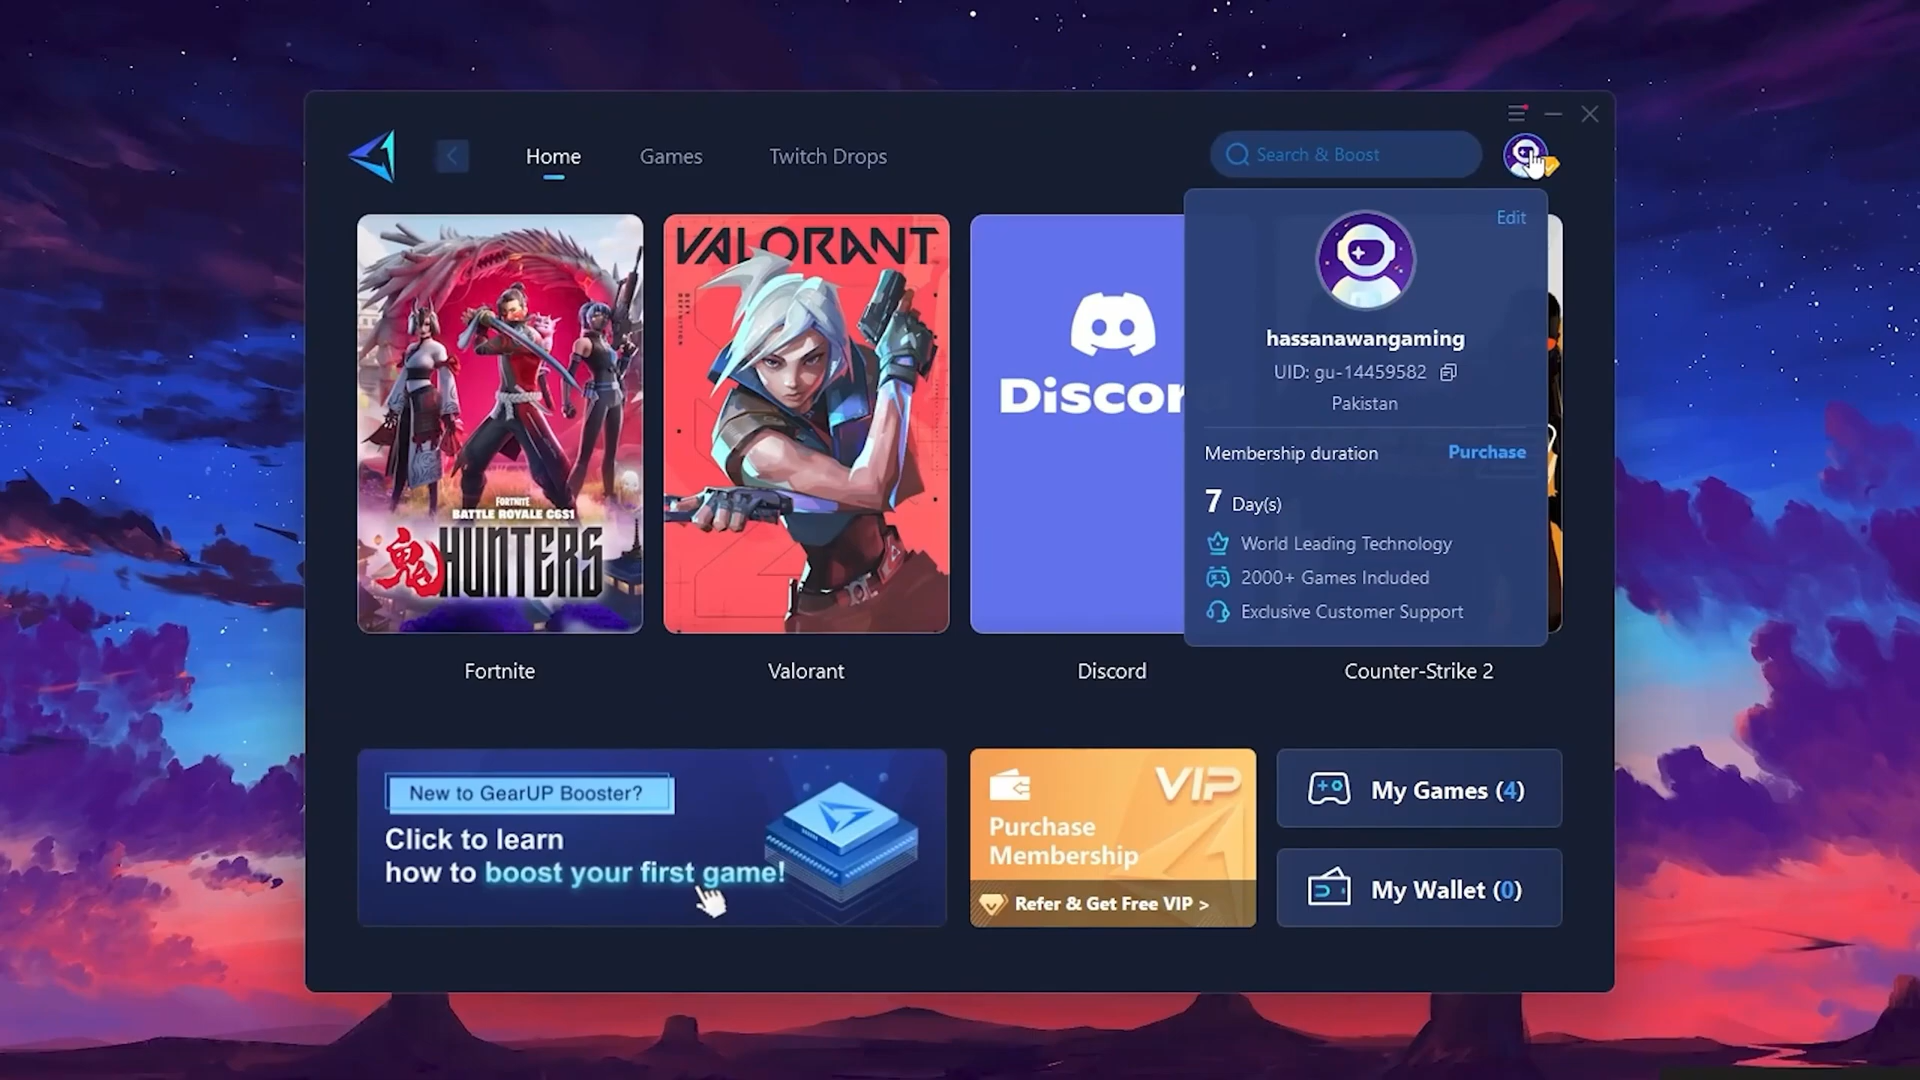 Home
Games
Twitch Drops
Search & Boost
Edit
hassanawangaming
UID: gu-14459582
Pakistan
Membership duration
Purchase
7 Day(s)
World Leading Technology
2000+ Games Included
Exclusive Customer Support
FORTNITE
BATTLE ROYALE C6S1
鬼 HUNTERS
VALORANT
Discor
Fortnite
Valorant
Discord
Counter-Strike 2
New to GearUP Booster?
Click to learn
how to boost your first game!
VIP
Purchase
Membership
Refer & Get Free VIP >
My Games (4)
My Wallet (0)